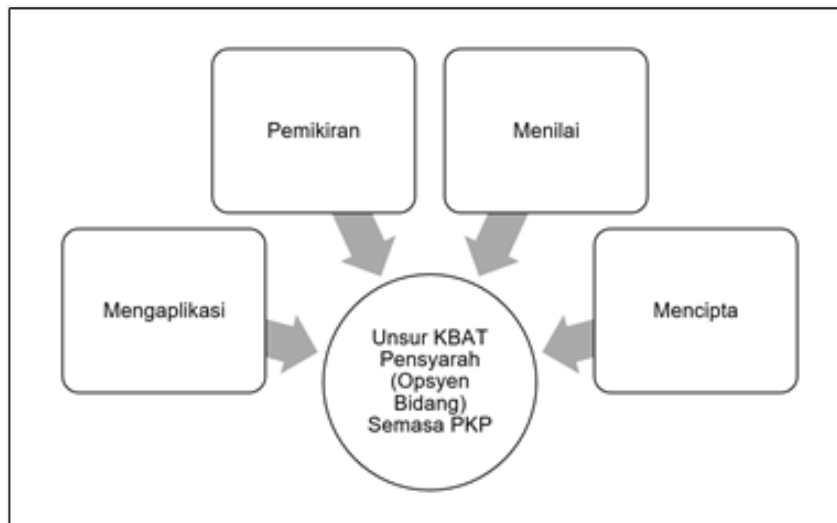 Pemikiran
Menilai
Mengaplikasi
Mencipta
Unsur KBAT
Pensyarah
(Opsyen
Bidang)
Semasa PKP